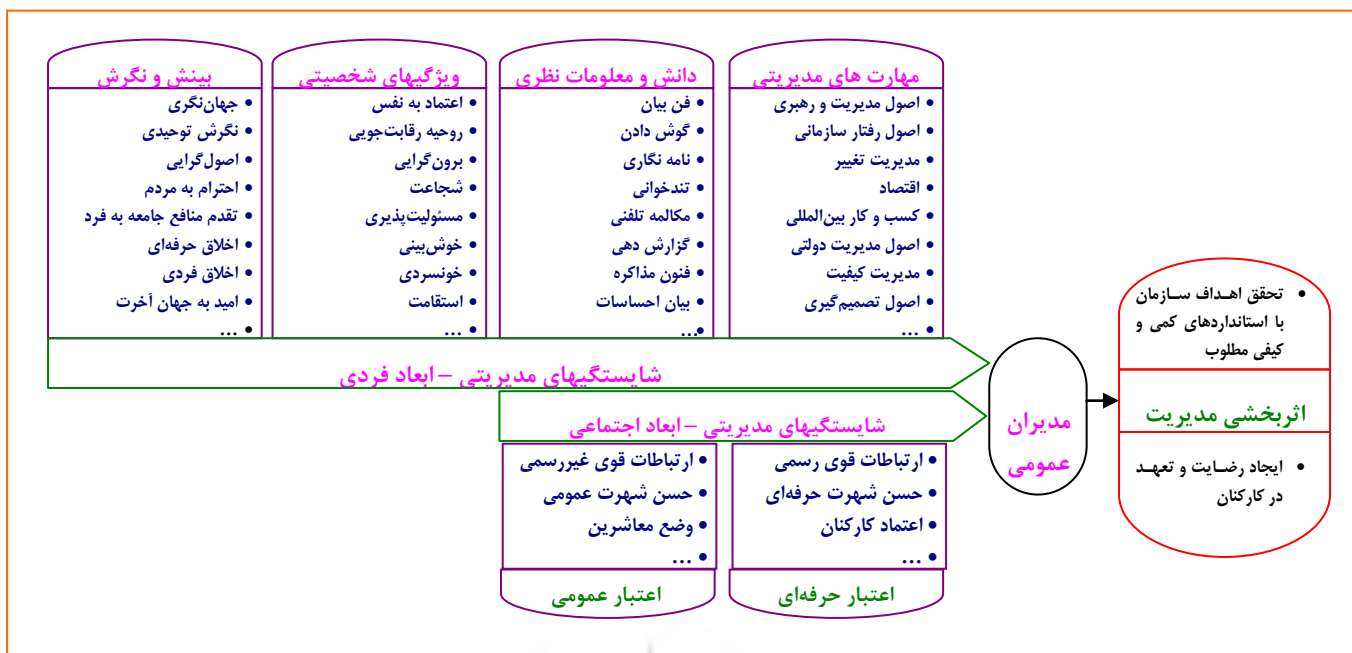 مهارت های مدیریتی
• اصول مدیریت و رهبری
• اصول رفتار سازمانی
• مدیریت تغییر
• اقتصاد
• کسب و کار بین‌المللی
• اصول مدیریت دولتی
• مدیریت کیفیت
• اصول تصمیم‌گیری
• ...
دانش و معلومات نظری
• فن بیان
• گوش دادن
• نامه نگاری
• تندخوانی
• مکالمه تلفنی
• گزارش دهی
• فنون مذاکره
• بیان احساسات
• ...
ویژگیهای شخصیتی
• اعتماد به نفس
• روحیه رقابت‌جویی
• برون‌گرایی
• شجاعت
• مسئولیت‌پذیری
• خوش‌بینی
• خونسردی
• استقامت
• ...
بینش و نگرش
• جهان‌نگری
• نگرش توحیدی
• اصول‌گرایی
• احترام به مردم
• تقدم منافع جامعه به فرد
• اخلاق حرفه‌ای
• اخلاق فردی
• امید به جهان آخرت
• ...
شایستگیهای مدیریتی – ابعاد فردی
شایستگیهای مدیریتی – ابعاد اجتماعی
• ارتباطات قوی رسمی
• حسن شهرت حرفه‌ای
• اعتماد کارکنان
• ...
اعتبار حرفه‌ای
• ارتباطات قوی غیررسمی
• حسن شهرت عمومی
• وضع معاشرین
• ...
اعتبار عمومی
مدیران
عمومی
• تحقق اهداف سازمان
با استانداردهای کمی و
کیفی مطلوب
اثربخشی مدیریت
• ایجاد رضایت و تعهد
در کارکنان